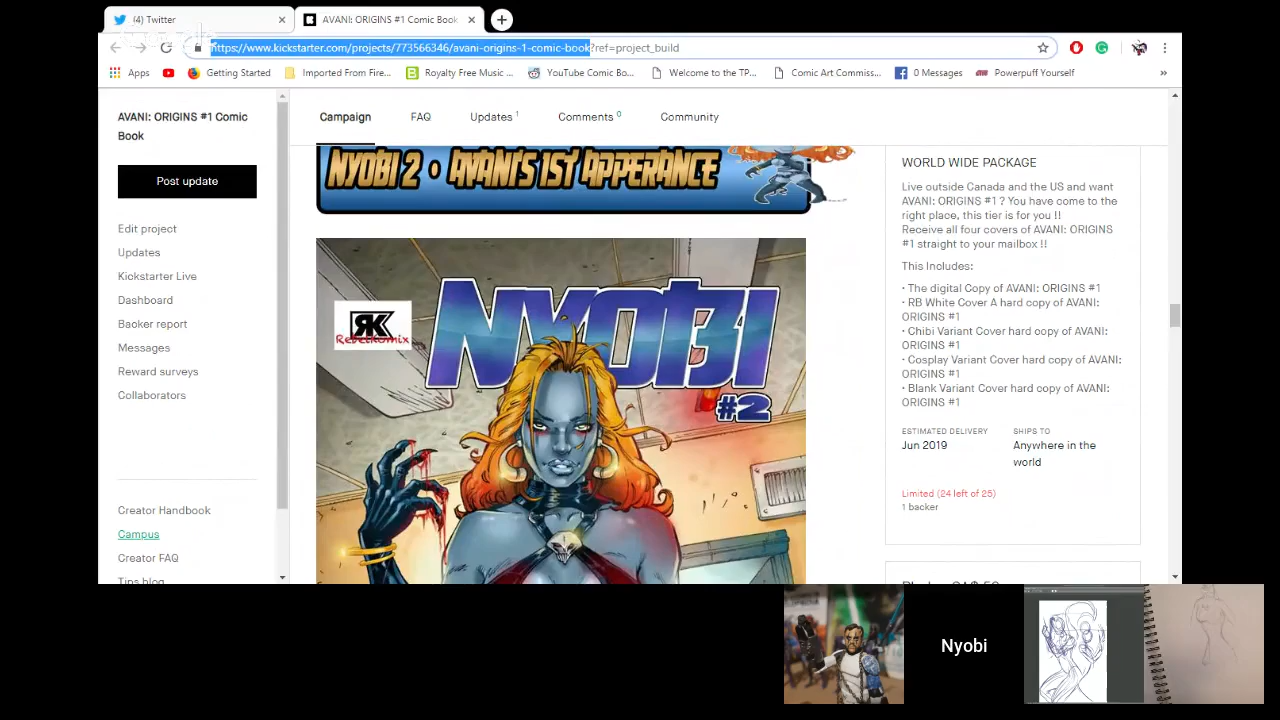 (4) Twitter
AVANI: ORIGINS #1 Comic Book
https://www.kickstarter.com/projects/773566346/avani-origins-1-comic-book?ref=project_build
Apps
Getting Started
Imported From Fire...
Royalty Free Music ...
YouTube Comic Bo...
Welcome to the TP...
Comic Art Commiss...
0 Messages
Powerpuff Yourself
»
AVANI: ORIGINS #1 Comic
Book
Post update
Edit project
Updates
Kickstarter Live
Dashboard
Backer report
Messages
Reward surveys
Collaborators
Creator Handbook
Campus
Creator FAQ
Tips blog
Campaign
FAQ
Updates 1
Comments 0
Community
NYOBI 2 • AVANI'S 1ST APPERANCE
RK
RebelKomix
NYOBI
#2
WORLD WIDE PACKAGE
Live outside Canada and the US and want
AVANI: ORIGINS #1 ? You have come to the
right place, this tier is for you !!
Receive all four covers of AVANI: ORIGINS
#1 straight to your mailbox !!
This Includes:
• The digital Copy of AVANI: ORIGINS #1
• RB White Cover A hard copy of AVANI:
ORIGINS #1
• Chibi Variant Cover hard copy of AVANI:
ORIGINS #1
• Cosplay Variant Cover hard copy of AVANI:
ORIGINS #1
• Blank Variant Cover hard copy of AVANI:
ORIGINS #1
ESTIMATED DELIVERY
Jun 2019
SHIPS TO
Anywhere in the
world
Limited (24 left of 25)
1 backer
Nyobi